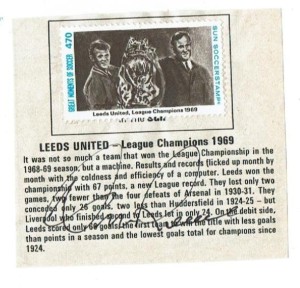 GREAT MOMENTS OF SOCCER 470
SUN SOCCERSTAMPS
Leeds United, League Champions 1969
LEEDS UNITED – League Champions 1969
It was not so much a team that won the League Championship in the
1968-69 season, but a machine. Results and records clicked up month by
month with the coldness and efficiency of a computer. Leeds won the
championship with 67 points, a new League record. They lost only two
games, two fewer than the four defeats of Arsenal in 1930-31. They
conceded only 26 goals, two less than Huddersfield in 1924-25 – but
Liverpool who finished second to Leeds let in only 24. On the debit side,
Leeds scored only 66 goals, the first team to win the title with less goals
than points in a season and the lowest goals total for champions since
1924.